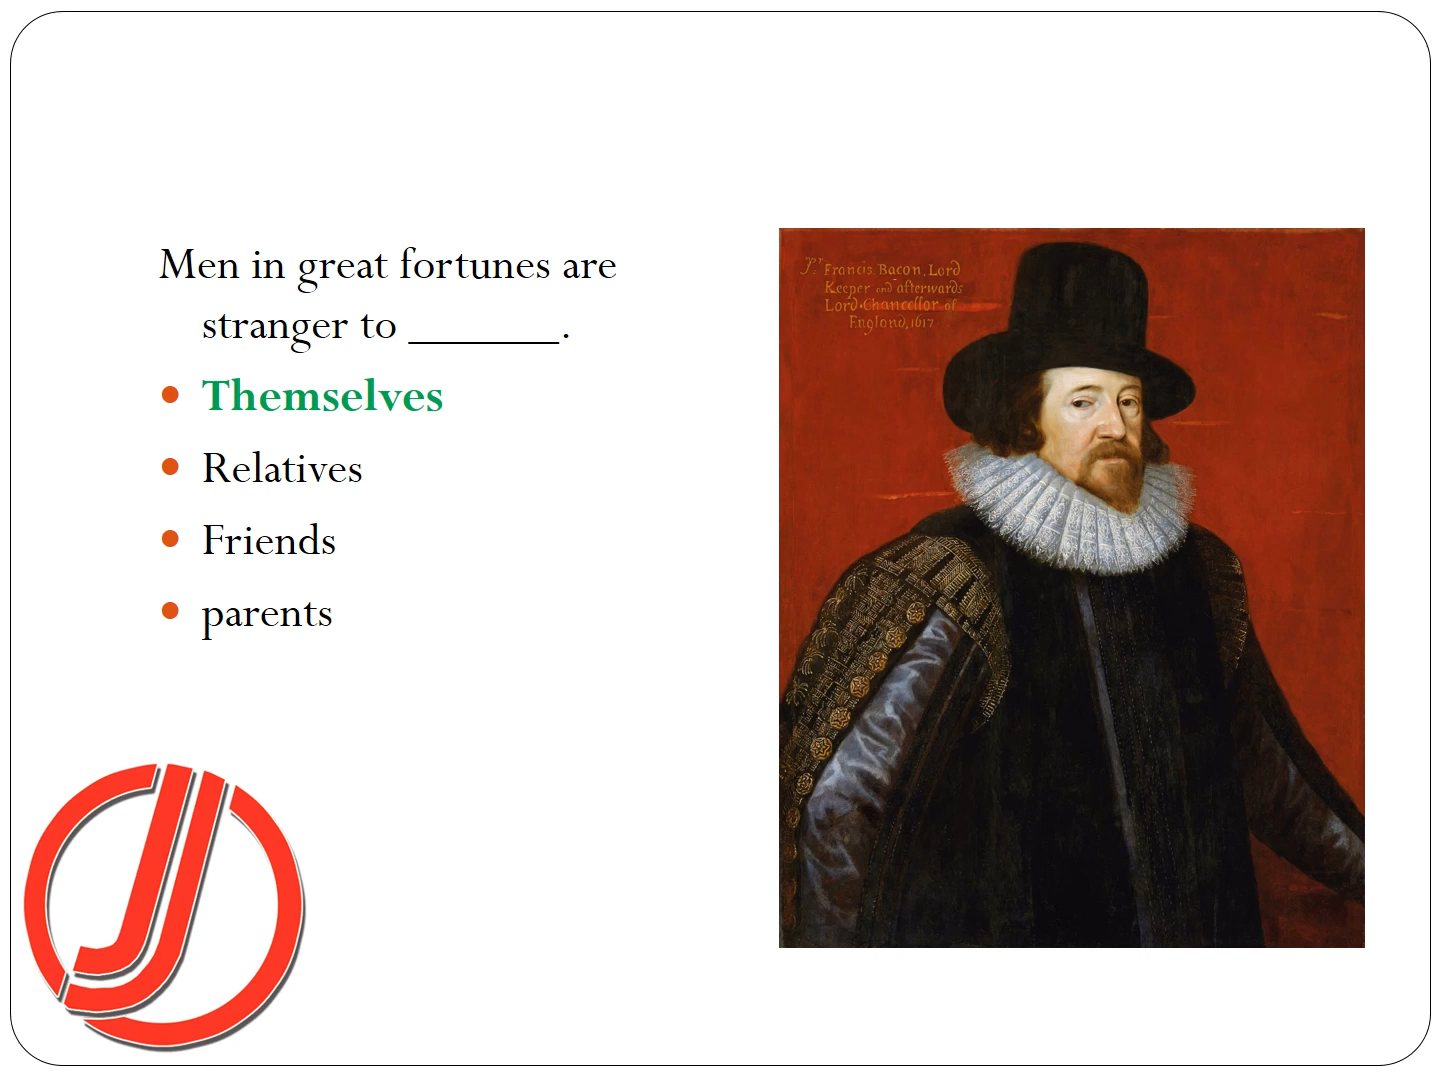 Men in great fortunes are
stranger to _______.
• Themselves
• Relatives
• Friends
• parents
Sr Francis Bacon, Lord
Keeper and afterwards
Lord Chancellor of
England, 1617